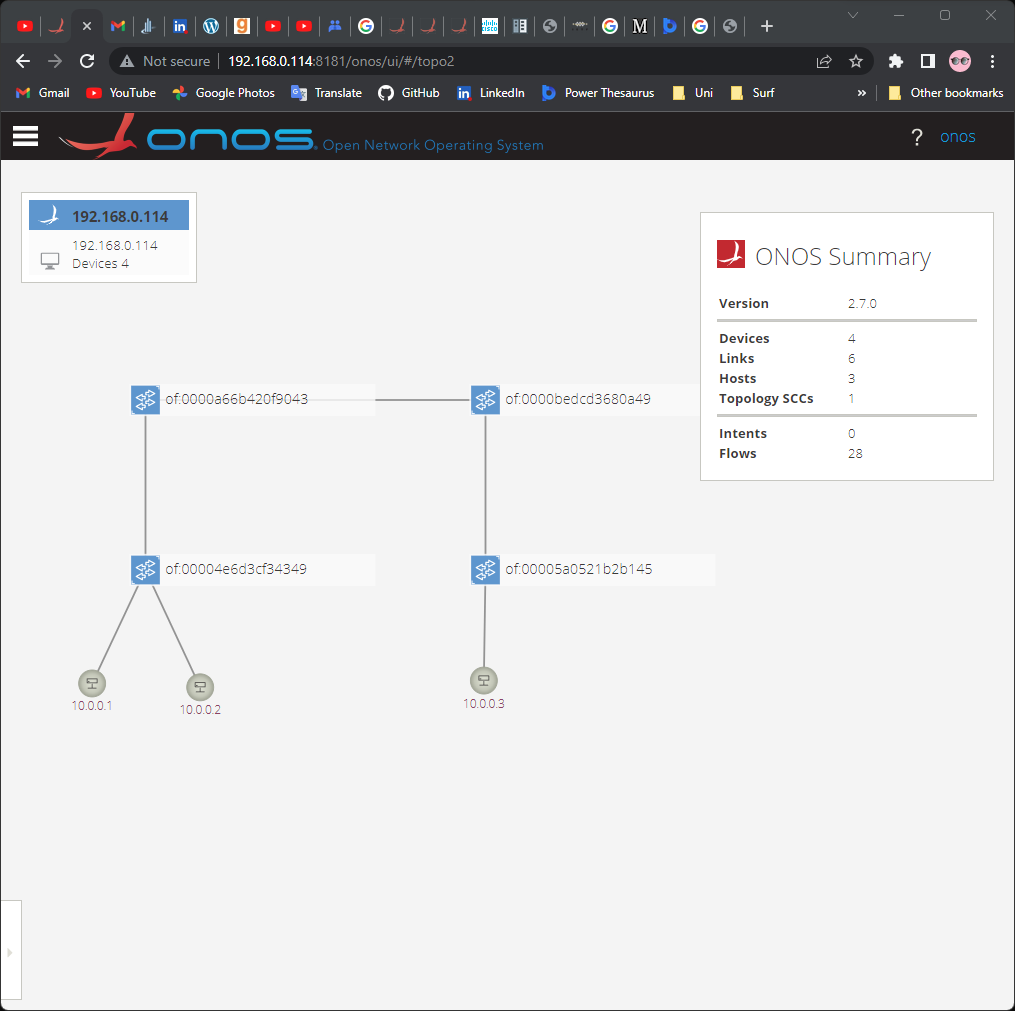 Not secure | 192.168.0.114:8181/onos/ui/#/topo2
Gmail YouTube Google Photos Translate GitHub LinkedIn Power Thesaurus Uni Surf » Other bookmarks
onos Open Network Operating System ? onos
192.168.0.114
192.168.0.114
Devices 4
ONOS Summary
Version 2.7.0
Devices 4
Links 6
Hosts 3
Topology SCCs 1
Intents 0
Flows 28
of:0000a66b420f9043
of:0000bedcd3680a49
of:00004e6d3cf34349
of:00005a0521b2b145
10.0.0.1
10.0.0.2
10.0.0.3